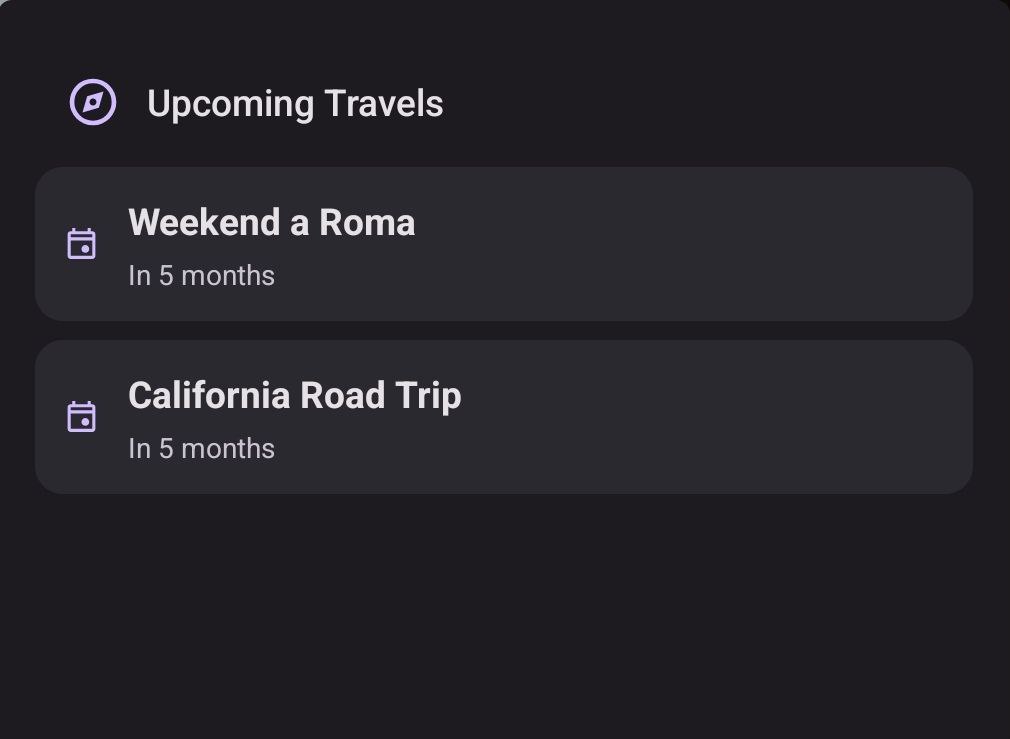 Upcoming Travels
Weekend a Roma
In 5 months
California Road Trip
In 5 months